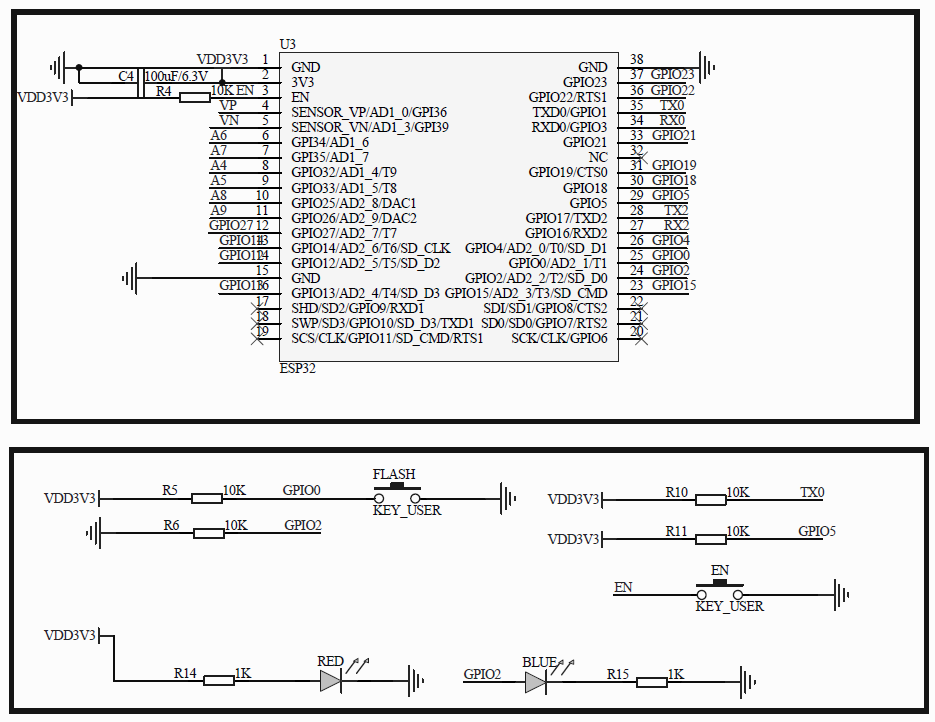 U3
VDD3V3 1 GND GND 38
C4 100uF/6.3V 2 3V3 GPIO23 37 GPIO23
VDD3V3 R4 10K EN 3 EN GPIO22/RTS1 36 GPIO22
VP 4 SENSOR_VP/AD1_0/GPI36 TXD0/GPIO1 35 TX0
VN 5 SENSOR_VN/AD1_3/GPI39 RXD0/GPIO3 34 RX0
A6 6 GPI34/AD1_6 GPIO21 33 GPIO21
A7 7 GPI35/AD1_7 NC 32
A4 8 GPIO32/AD1_4/T9 GPIO19/CTS0 31 GPIO19
A5 9 GPIO33/AD1_5/T8 GPIO18 30 GPIO18
A8 10 GPIO25/AD2_8/DAC1 GPIO5 29 GPIO5
A9 11 GPIO26/AD2_9/DAC2 GPIO17/TXD2 28 TX2
GPIO27 12 GPIO27/AD2_7/T7 GPIO16/RXD2 27 RX2
GPIO14 13 GPIO14/AD2_6/T6/SD_CLK GPIO4/AD2_0/T0/SD_D1 26 GPIO4
GPIO12 14 GPIO12/AD2_5/T5/SD_D2 GPIO0/AD2_1/T1 25 GPIO0
15 GND GPIO2/AD2_2/T2/SD_D0 24 GPIO2
GPIO13 16 GPIO13/AD2_4/T4/SD_D3 GPIO15/AD2_3/T3/SD_CMD 23 GPIO15
17 SHD/SD2/GPIO9/RXD1 SDI/SD1/GPIO8/CTS2 22
18 SWP/SD3/GPIO10/SD_D3/TXD1 SD0/SD0/GPIO7/RTS2 21
19 SCS/CLK/GPIO11/SD_CMD/RTS1 SCK/CLK/GPIO6 20
ESP32
FLASH
VDD3V3 R5 10K GPIO0
KEY_USER
VDD3V3 R10 10K TX0
R6 10K GPIO2
VDD3V3 R11 10K GPIO5
EN
EN
KEY_USER
VDD3V3
R14 1K RED
GPIO2 BLUE R15 1K